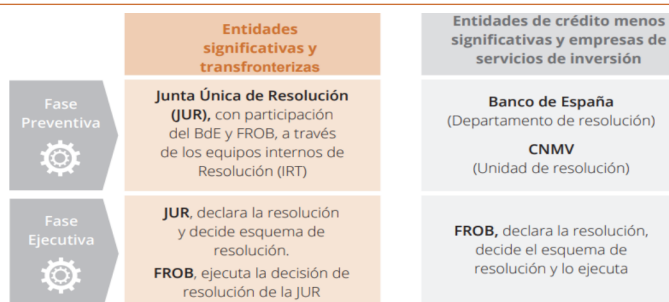 Entidades
significativas y
transfronterizas
Entidades de crédito menos
significativas y empresas de
servicios de inversión
Fase
Preventiva
Junta Única de Resolución
(JUR), con participación
del BdE y FROB, a través
de los equipos internos de
Resolución (IRT)
Banco de España
(Departamento de resolución)
CNMV
(Unidad de resolución)
Fase
Ejecutiva
JUR, declara la resolución
y decide esquema de
resolución.
FROB, ejecuta la decisión de
resolución de la JUR
FROB, declara la resolución,
decide el esquema de
resolución y lo ejecuta